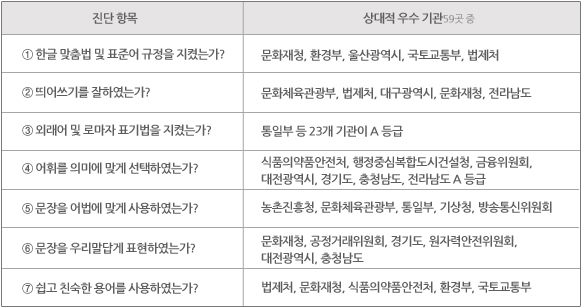 진단 항목 상대적 우수 기관59곳 중
① 한글 맞춤법 및 표준어 규정을 지켰는가? 문화재청, 환경부, 울산광역시, 국토교통부, 법제처
② 띄어쓰기를 잘하였는가? 문화체육관광부, 법제처, 대구광역시, 문화재청, 전라남도
③ 외래어 및 로마자 표기법을 지켰는가? 통일부 등 23개 기관이 A 등급
④ 어휘를 의미에 맞게 선택하였는가? 식품의약품안전처, 행정중심복합도시건설청, 금융위원회,
대전광역시, 경기도, 충청남도, 전라남도 A 등급
⑤ 문장을 어법에 맞게 사용하였는가? 농촌진흥청, 문화체육관광부, 통일부, 기상청, 방송통신위원회
⑥ 문장을 우리말답게 표현하였는가? 문화재청, 공정거래위원회, 경기도, 원자력안전위원회,
대전광역시, 충청남도
⑦ 쉽고 친숙한 용어를 사용하였는가? 법제처, 문화재청, 식품의약품안전처, 환경부, 국토교통부